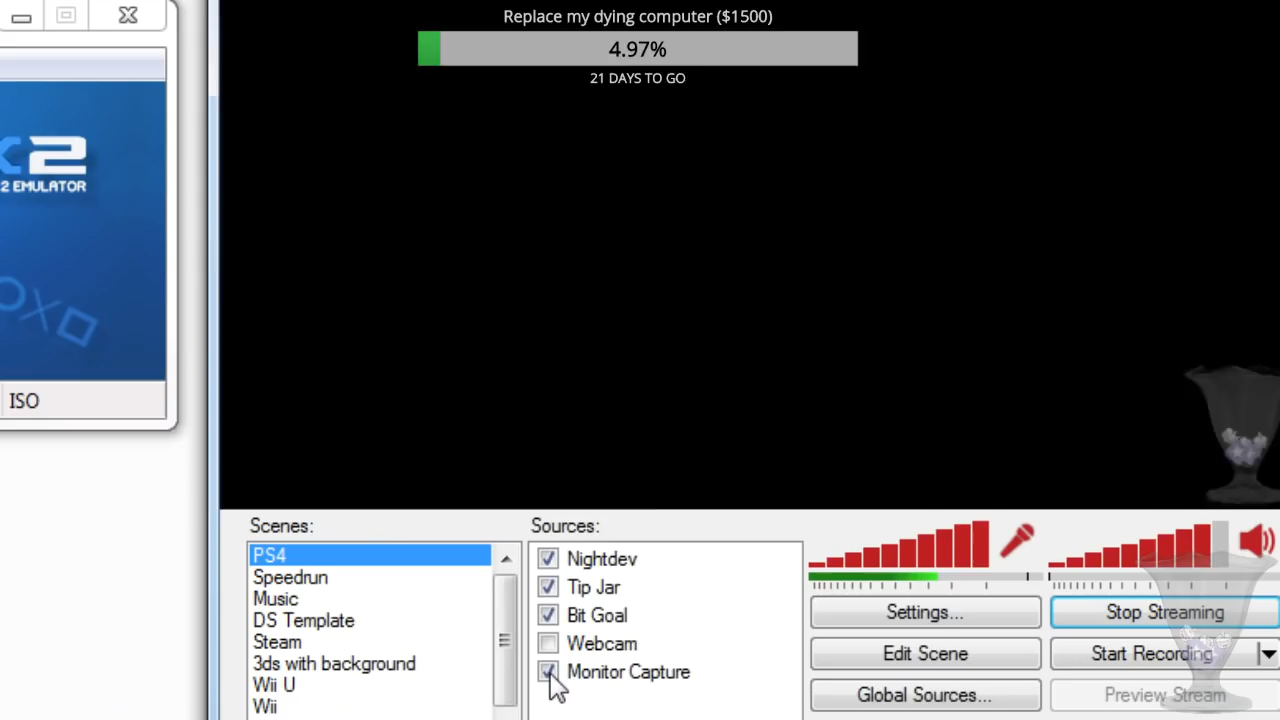 Replace my dying computer ($1500)
4.97%
21 DAYS TO GO
X2
2 EMULATOR
ISO
Scenes:
PS4
Speedrun
Music
DS Template
Steam
3ds with background
Wii U
Wii
Sources:
Nightdev
Tip Jar
Bit Goal
Webcam
Monitor Capture
Settings...
Stop Streaming
Edit Scene
Start Recording
Global Sources...
Preview Stream